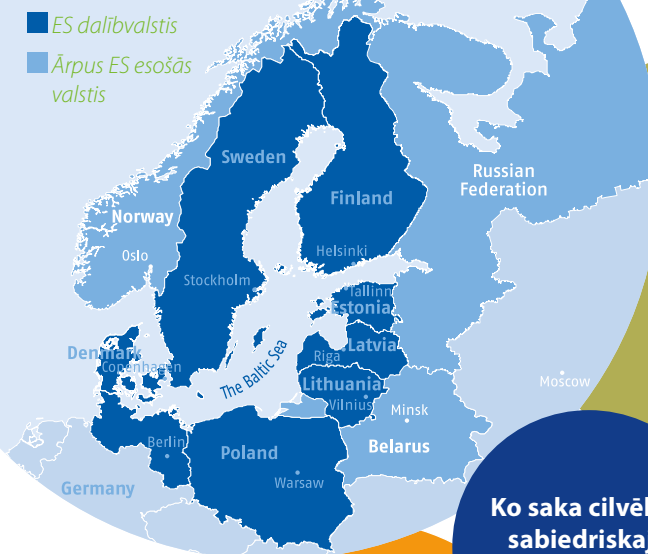 ES dalībvalstis
Ārpus ES esošās
valstis
Sweden
Finland
Russian
Federation
Norway
Oslo
Helsinki
Stockholm
Tallinn
Estonia
Denmark
Copenhagen
The Baltic Sea
Riga
Latvia
Lithuania
Vilnius
Moscow
Minsk
Belarus
Berlin
Poland
Warsaw
Germany
Ko saka cilvē
sabiedriska